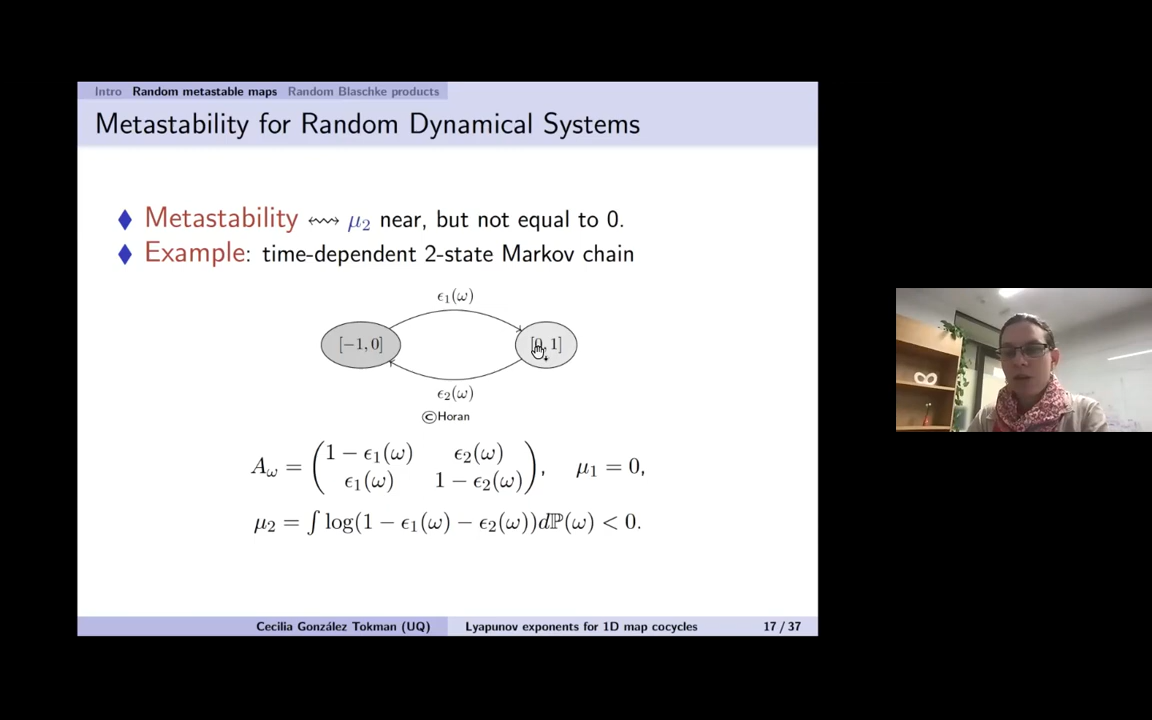 Intro Random metastable maps Random Blaschke products
Metastability for Random Dynamical Systems
Metastability ↭ μ₂ near, but not equal to 0.
Example: time-dependent 2-state Markov chain
ϵ₁(ω)
[−1, 0] [0, 1]
ϵ₂(ω)
©Horan
A_ω = ( 1 − ϵ₁(ω) ϵ₂(ω) ; ϵ₁(ω) 1 − ϵ₂(ω) ), μ₁ = 0,
μ₂ = ∫ log(1 − ϵ₁(ω) − ϵ₂(ω))dℙ(ω) < 0.
Cecilia González Tokman (UQ) Lyapunov exponents for 1D map cocycles 17 / 37